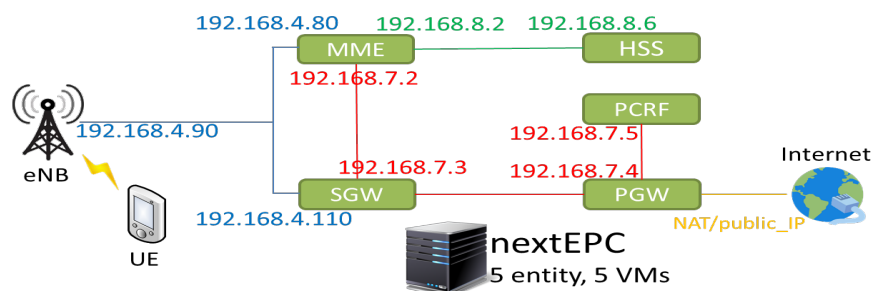 192.168.4.80
192.168.8.2
192.168.8.6
MME
HSS
192.168.7.2
PCRF
192.168.4.90
192.168.7.5
eNB
192.168.7.3
192.168.7.4
Internet
SGW
PGW
192.168.4.110
NAT/public_IP
UE
nextEPC
5 entity, 5 VMs